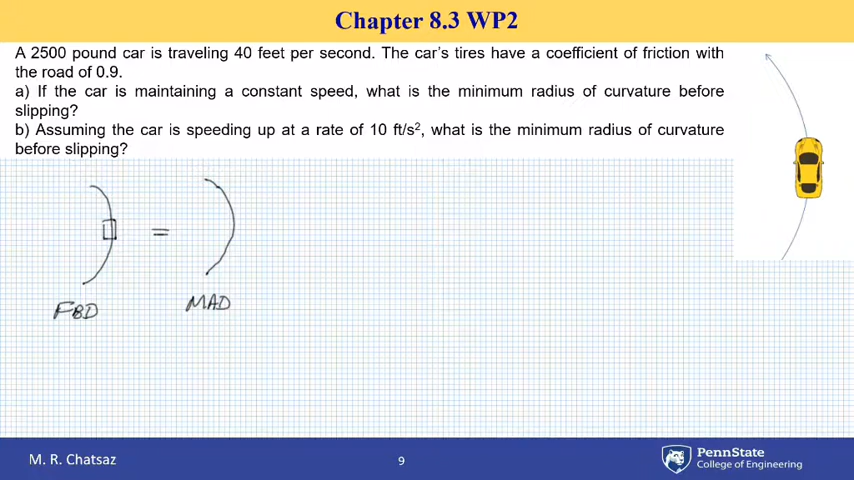 Chapter 8.3 WP2
A 2500 pound car is traveling 40 feet per second. The car’s tires have a coefficient of friction with
the road of 0.9.
a) If the car is maintaining a constant speed, what is the minimum radius of curvature before
slipping?
b) Assuming the car is speeding up at a rate of 10 ft/s², what is the minimum radius of curvature
before slipping?
=
FBD
MAD
M. R. Chatsaz
9
PennState
College of Engineering